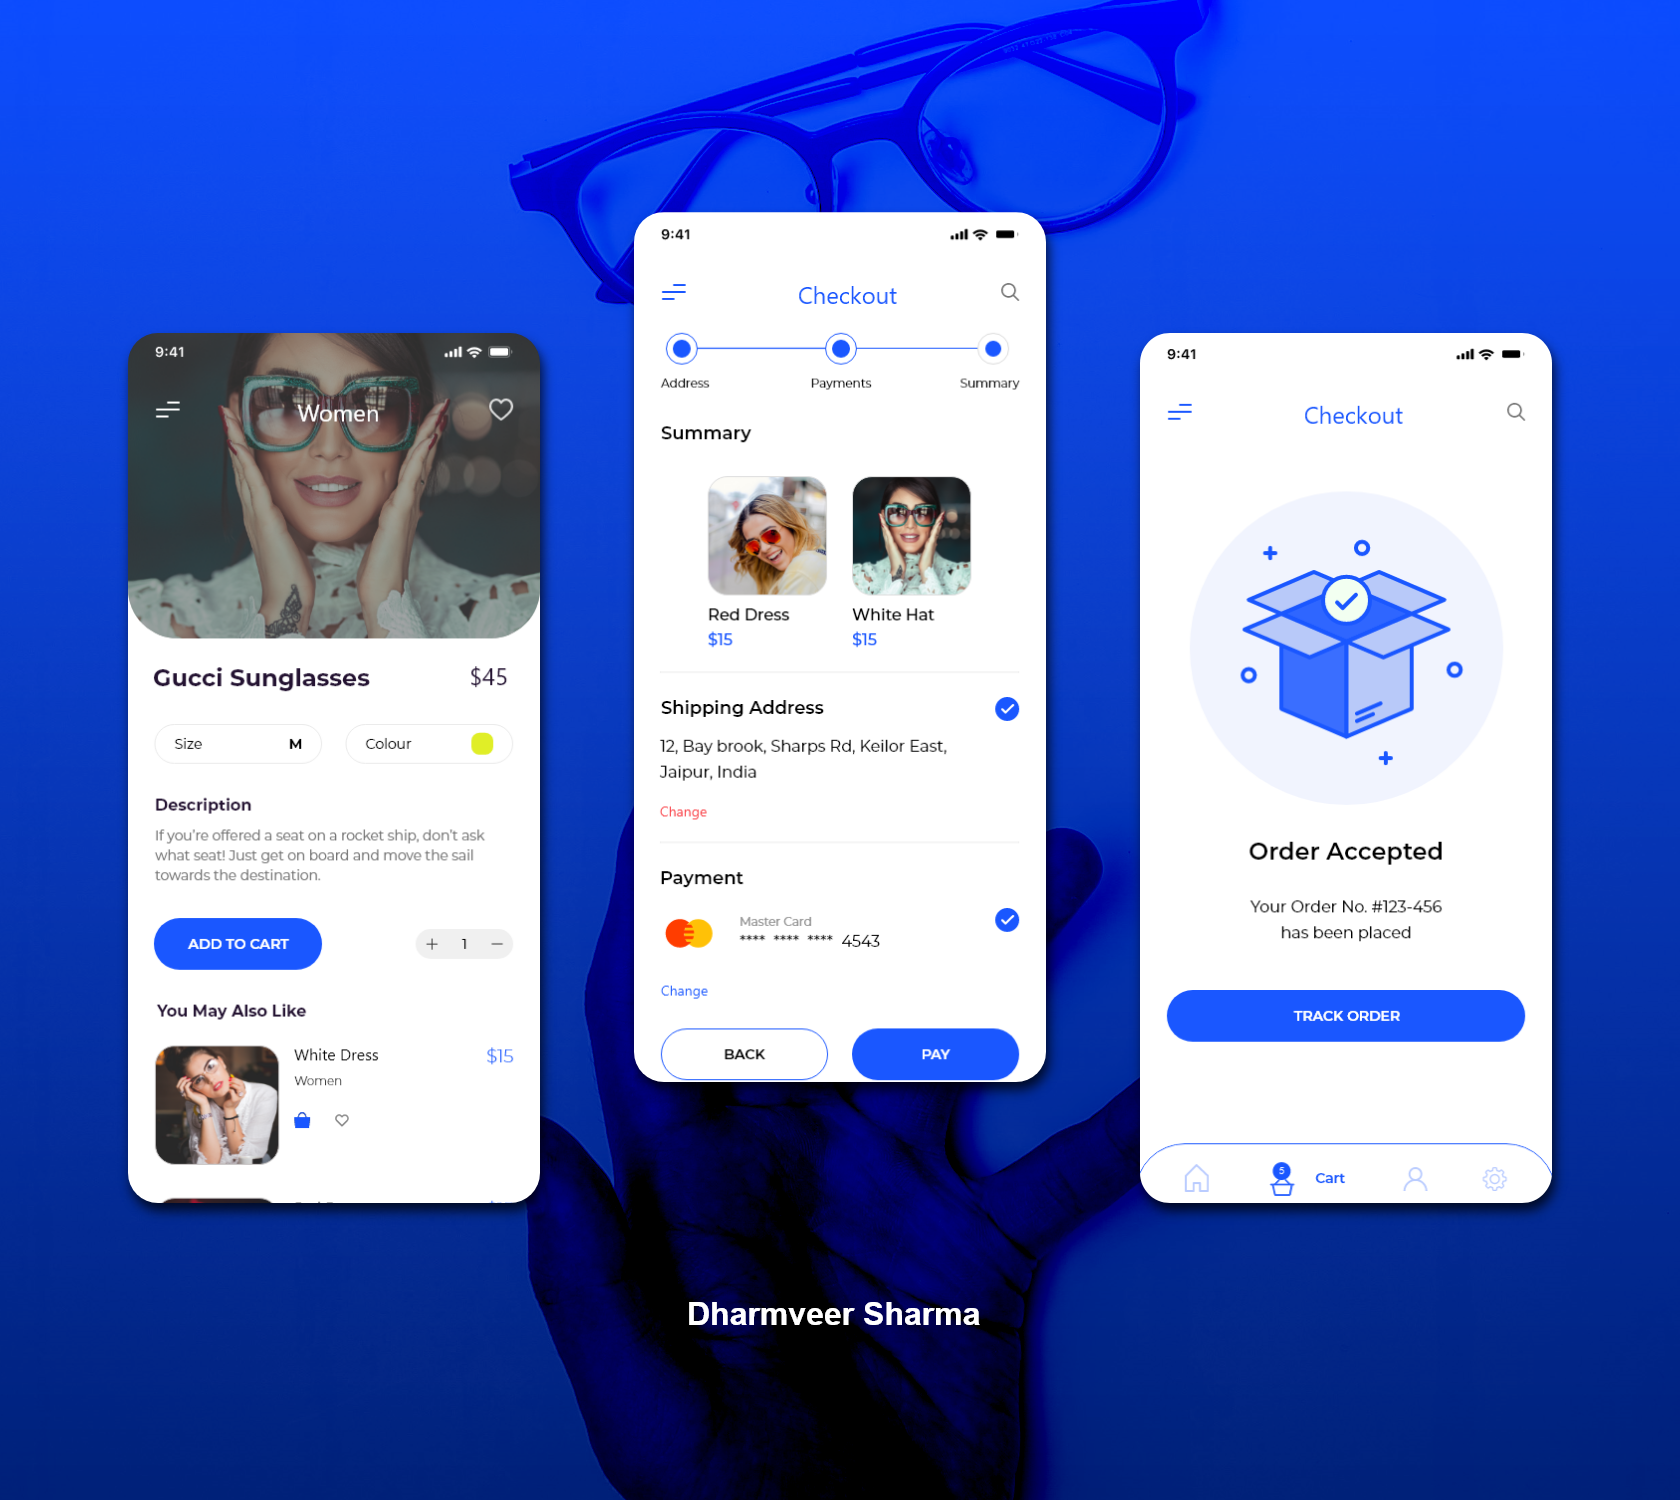 9:41
Women
Gucci Sunglasses
$45
Size
M
Colour
Description
If you're offered a seat on a rocket ship, don't ask
what seat! Just get on board and move the sail
towards the destination.
ADD TO CART
+ 1 −
You May Also Like
White Dress
$15
Women
9:41
Checkout
Address
Payments
Summary
Summary
Red Dress
$15
White Hat
$15
Shipping Address
12, Bay brook, Sharps Rd, Keilor East,
Jaipur, India
Change
Payment
Master Card
**** **** **** 4543
Change
BACK
PAY
9:41
Checkout
Order Accepted
Your Order No. #123-456
has been placed
TRACK ORDER
5
Cart
Dharmveer Sharma